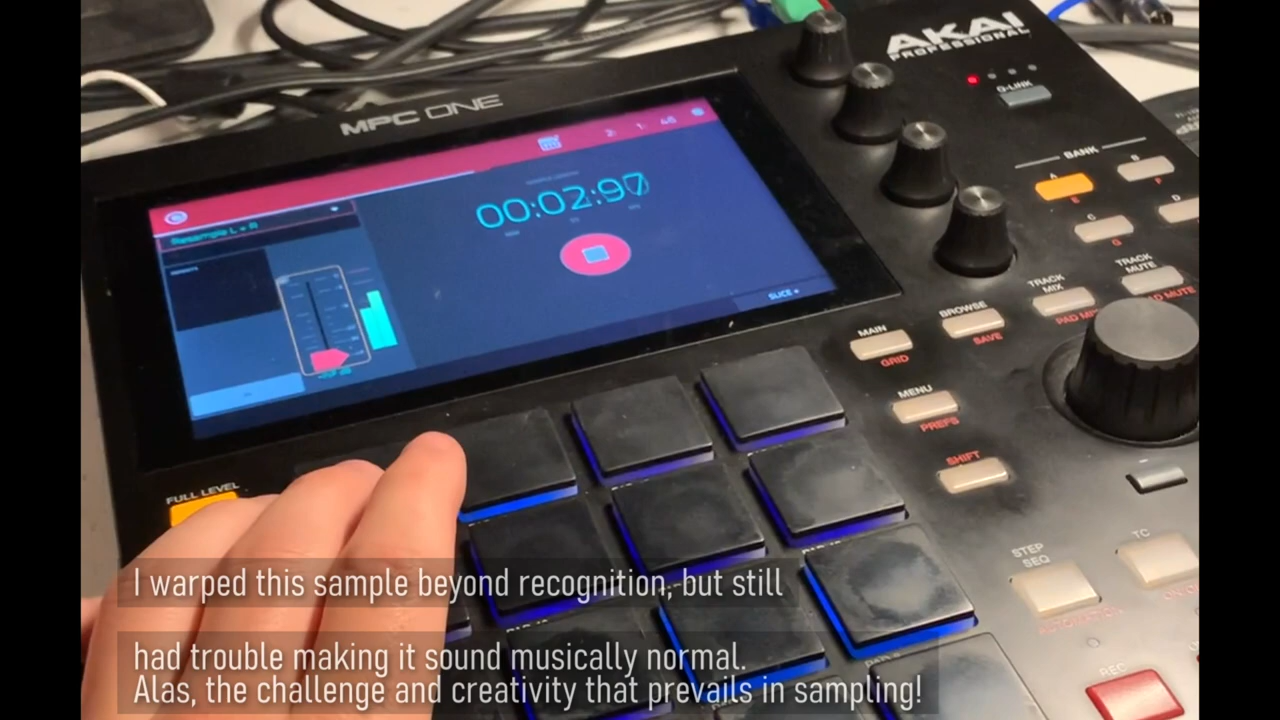 AKAI
PROFESSIONAL
MPC ONE
Q-LINK
BANK
A
B
E
F
C
D
G
00:02:97
Resample L + R
SLICE
TRACK
MIX
TRACK
MUTE
PAD MUTE
MAIN
GRID
BROWSE
SAVE
MENU
PREFS
SHIFT
FULL LEVEL
STEP
SEQ
TC
AUTOMATION
REC
I warped this sample beyond recognition, but still
had trouble making it sound musically normal.
Alas, the challenge and creativity that prevails in sampling!